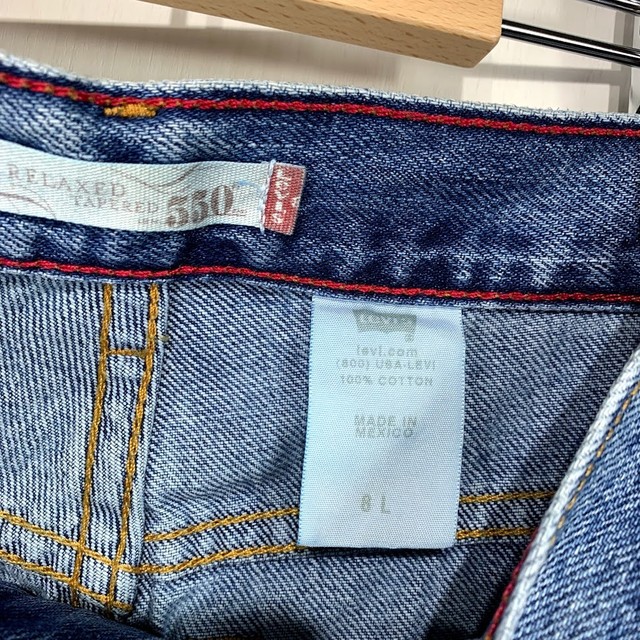 RELAXED
TAPERED 550
LEVI'S
LEVI'S
levi.com
(800) USA-LEVI
100% COTTON
MADE IN
MEXICO
8 L